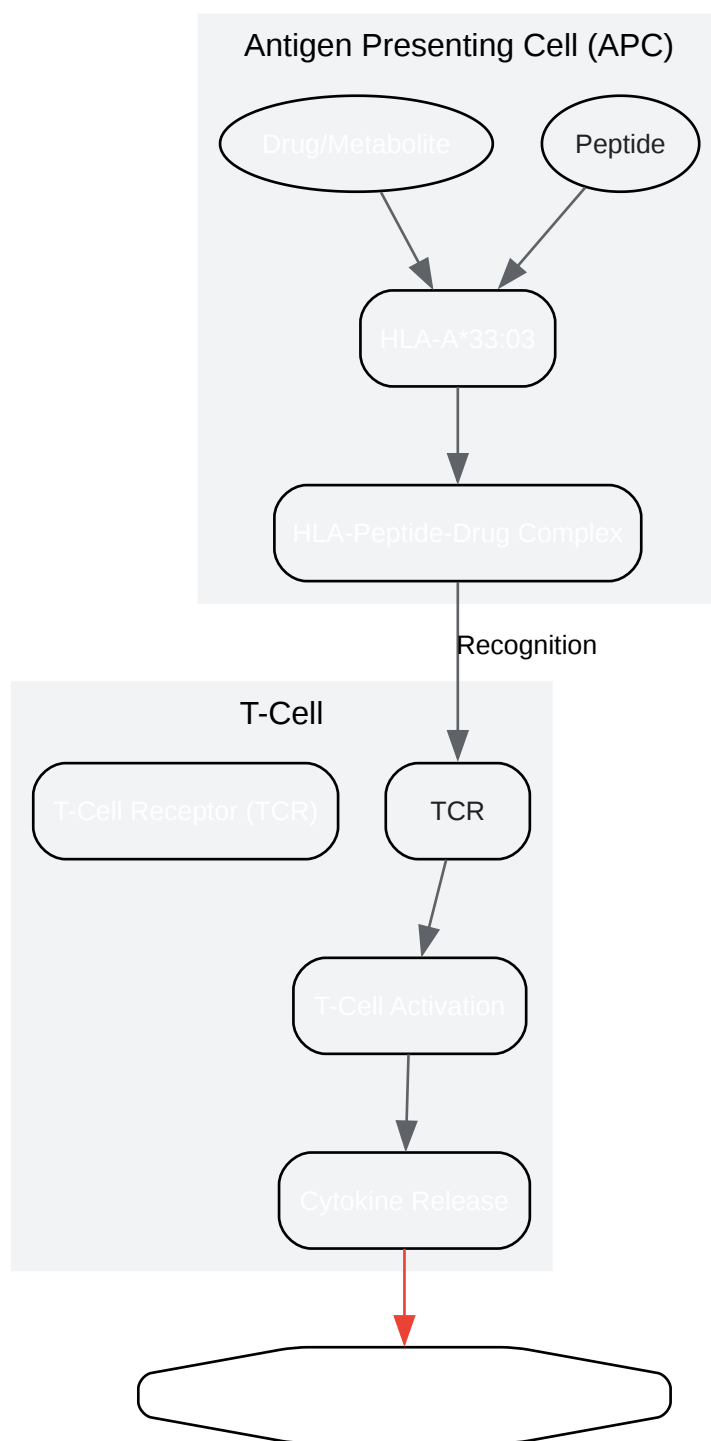 Antigen Presenting Cell (APC)
Drug/Metabolite
Peptide
HLA-A*33:03
HLA-Peptide-Drug Complex
Recognition
T-Cell
T-Cell Receptor (TCR)
TCR
T-Cell Activation
Cytokine Release